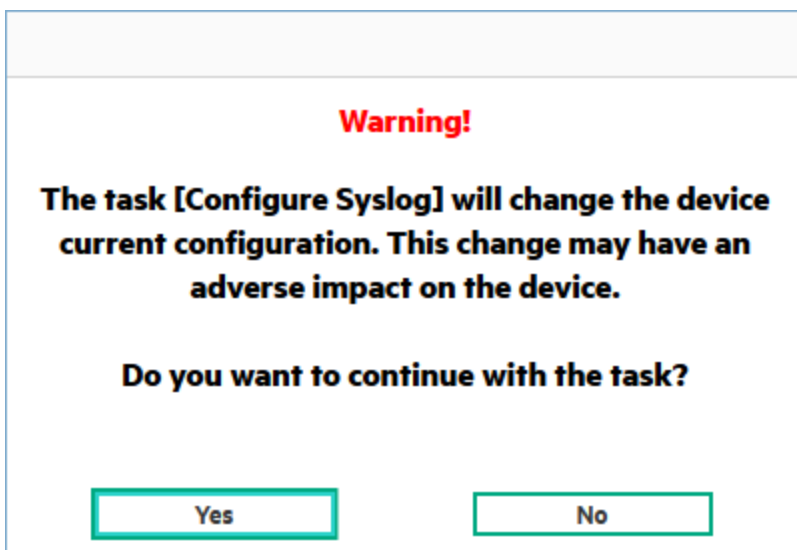 Warning!
The task [Configure Syslog] will change the device
current configuration. This change may have an
adverse impact on the device.
Do you want to continue with the task?
Yes
No